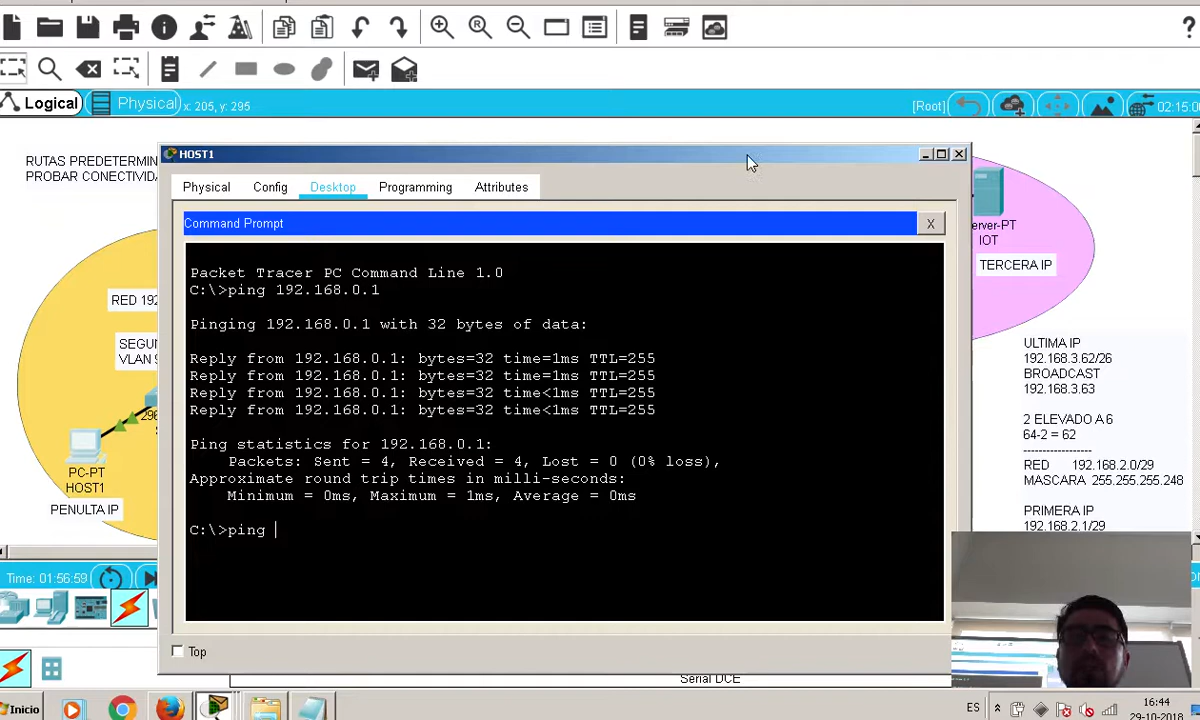 ?
Logical
Physical
x: 205, y: 295
[Root]
02:15:0
RUTAS PREDETERMIN
PROBAR CONECTIVIDA
HOST1
Physical
Config
Desktop
Programming
Attributes
Command Prompt
X
Packet Tracer PC Command Line 1.0
C:\>ping 192.168.0.1
Pinging 192.168.0.1 with 32 bytes of data:
Reply from 192.168.0.1: bytes=32 time=1ms TTL=255
Reply from 192.168.0.1: bytes=32 time=1ms TTL=255
Reply from 192.168.0.1: bytes=32 time<1ms TTL=255
Reply from 192.168.0.1: bytes=32 time<1ms TTL=255
Ping statistics for 192.168.0.1:
Packets: Sent = 4, Received = 4, Lost = 0 (0% loss),
Approximate round trip times in milli-seconds:
Minimum = 0ms, Maximum = 1ms, Average = 0ms
C:\>ping
Top
RED 192
SEGUN
VLAN 9
296
PC-PT
HOST1
PENULTA IP
erver-PT
IOT
TERCERA IP
ULTIMA IP
192.168.3.62/26
BROADCAST
192.168.3.63
2 ELEVADO A 6
64-2 = 62
------------------
RED 192.168.2.0/29
MASCARA 255.255.255.248
PRIMERA IP
192.168.2.1/29
Time: 01:56:59
Serial DCE
Inicio
ES
16:44
29-10-2018